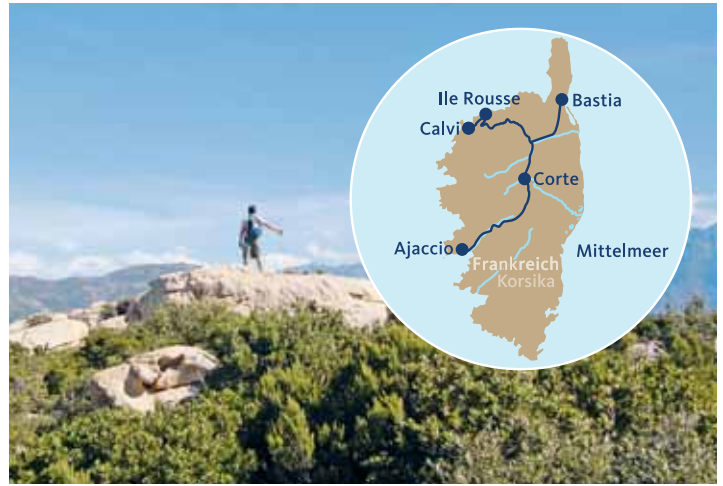 Ile Rousse
Bastia
Calvi
Corte
Ajaccio
Mittelmeer
Frankreich
Korsika